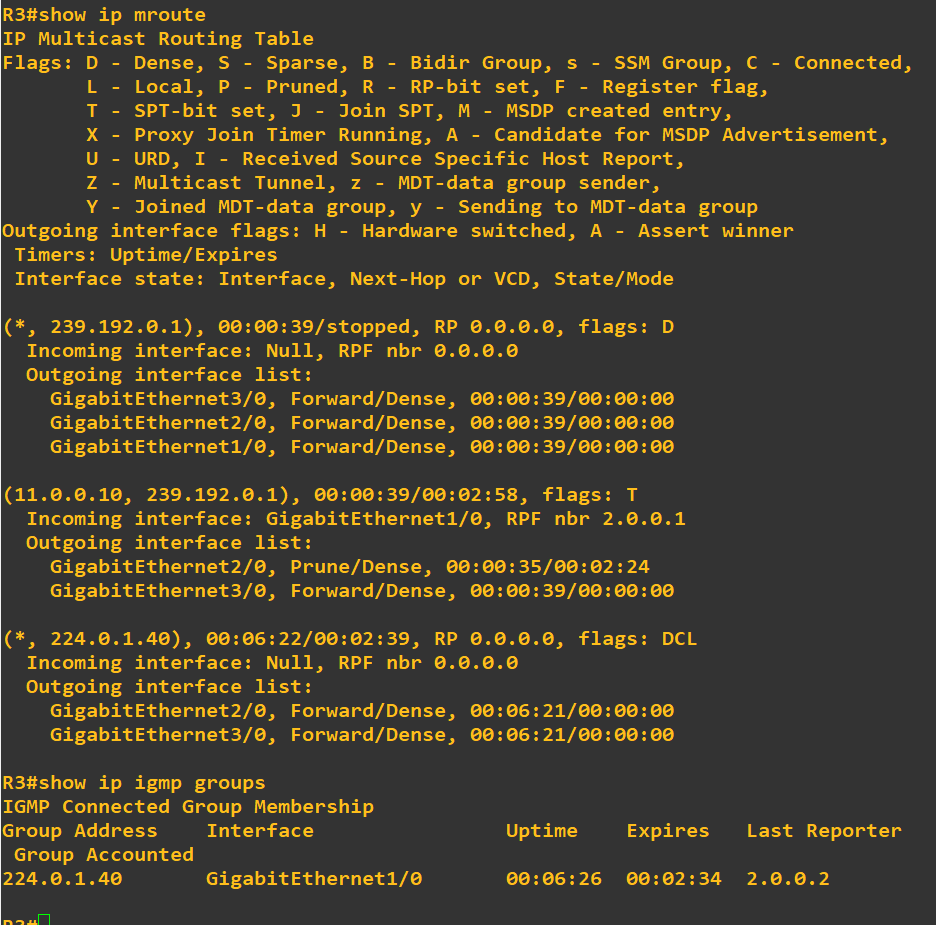 R3#show ip mroute
IP Multicast Routing Table
Flags: D - Dense, S - Sparse, B - Bidir Group, s - SSM Group, C - Connected,
       L - Local, P - Pruned, R - RP-bit set, F - Register flag,
       T - SPT-bit set, J - Join SPT, M - MSDP created entry,
       X - Proxy Join Timer Running, A - Candidate for MSDP Advertisement,
       U - URD, I - Received Source Specific Host Report,
       Z - Multicast Tunnel, z - MDT-data group sender,
       Y - Joined MDT-data group, y - Sending to MDT-data group
Outgoing interface flags: H - Hardware switched, A - Assert winner
 Timers: Uptime/Expires
 Interface state: Interface, Next-Hop or VCD, State/Mode

(*, 239.192.0.1), 00:00:39/stopped, RP 0.0.0.0, flags: D
  Incoming interface: Null, RPF nbr 0.0.0.0
  Outgoing interface list:
    GigabitEthernet3/0, Forward/Dense, 00:00:39/00:00:00
    GigabitEthernet2/0, Forward/Dense, 00:00:39/00:00:00
    GigabitEthernet1/0, Forward/Dense, 00:00:39/00:00:00

(11.0.0.10, 239.192.0.1), 00:00:39/00:02:58, flags: T
  Incoming interface: GigabitEthernet1/0, RPF nbr 2.0.0.1
  Outgoing interface list:
    GigabitEthernet2/0, Prune/Dense, 00:00:35/00:02:24
    GigabitEthernet3/0, Forward/Dense, 00:00:39/00:00:00

(*, 224.0.1.40), 00:06:22/00:02:39, RP 0.0.0.0, flags: DCL
  Incoming interface: Null, RPF nbr 0.0.0.0
  Outgoing interface list:
    GigabitEthernet2/0, Forward/Dense, 00:06:21/00:00:00
    GigabitEthernet3/0, Forward/Dense, 00:06:21/00:00:00

R3#show ip igmp groups
IGMP Connected Group Membership
Group Address    Interface                Uptime    Expires   Last Reporter
 Group Accounted
224.0.1.40       GigabitEthernet1/0       00:06:26  00:02:34  2.0.0.2

R3#